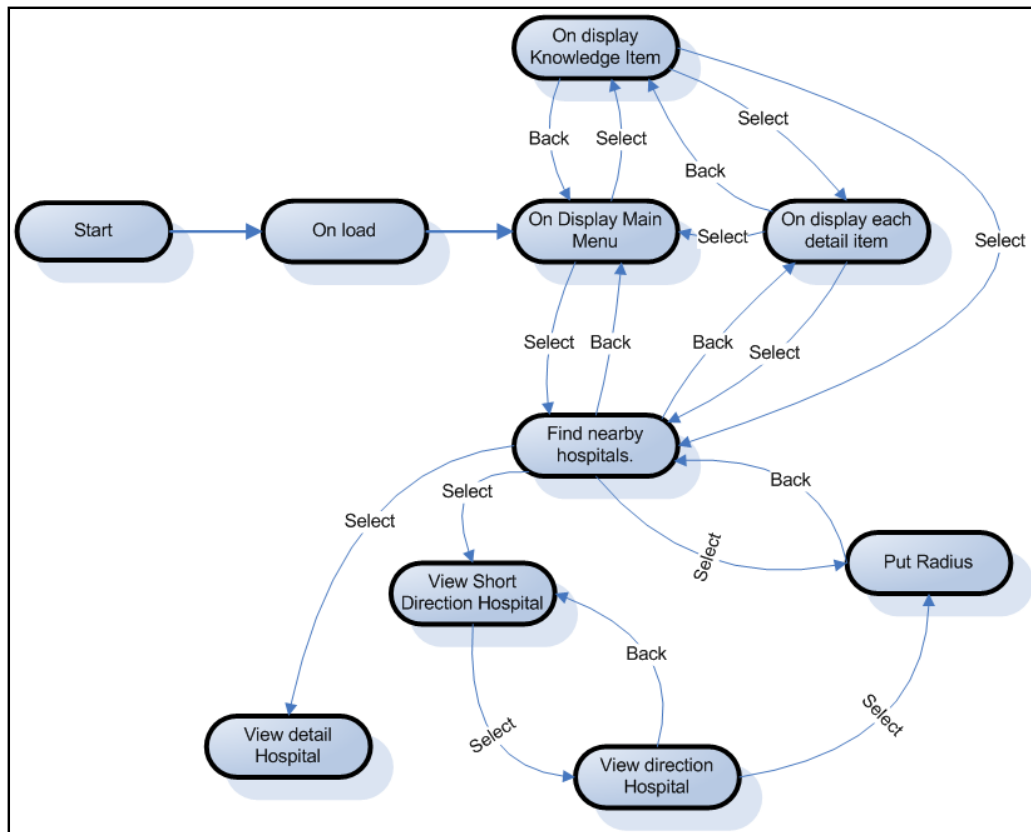 On display
Knowledge Item
Select
Back
Select
Back
Start
On load
On Display Main
Menu
Select
On display each
detail item
Select
Select
Back
Back
Select
Find nearby
hospitals.
Select
Back
Select
Select
View Short
Direction Hospital
Put Radius
Back
Select
Select
View detail
Hospital
View direction
Hospital